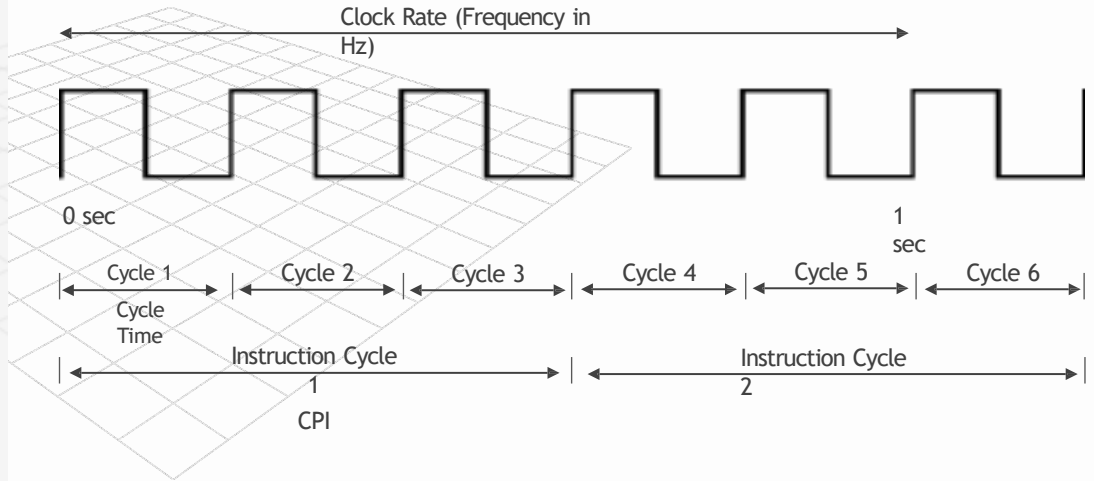 Clock Rate (Frequency in
Hz)
0 sec
1
sec
Cycle 1
Cycle 2
Cycle 3
Cycle 4
Cycle 5
Cycle 6
Cycle
Time
Instruction Cycle
1
Instruction Cycle
2
CPI